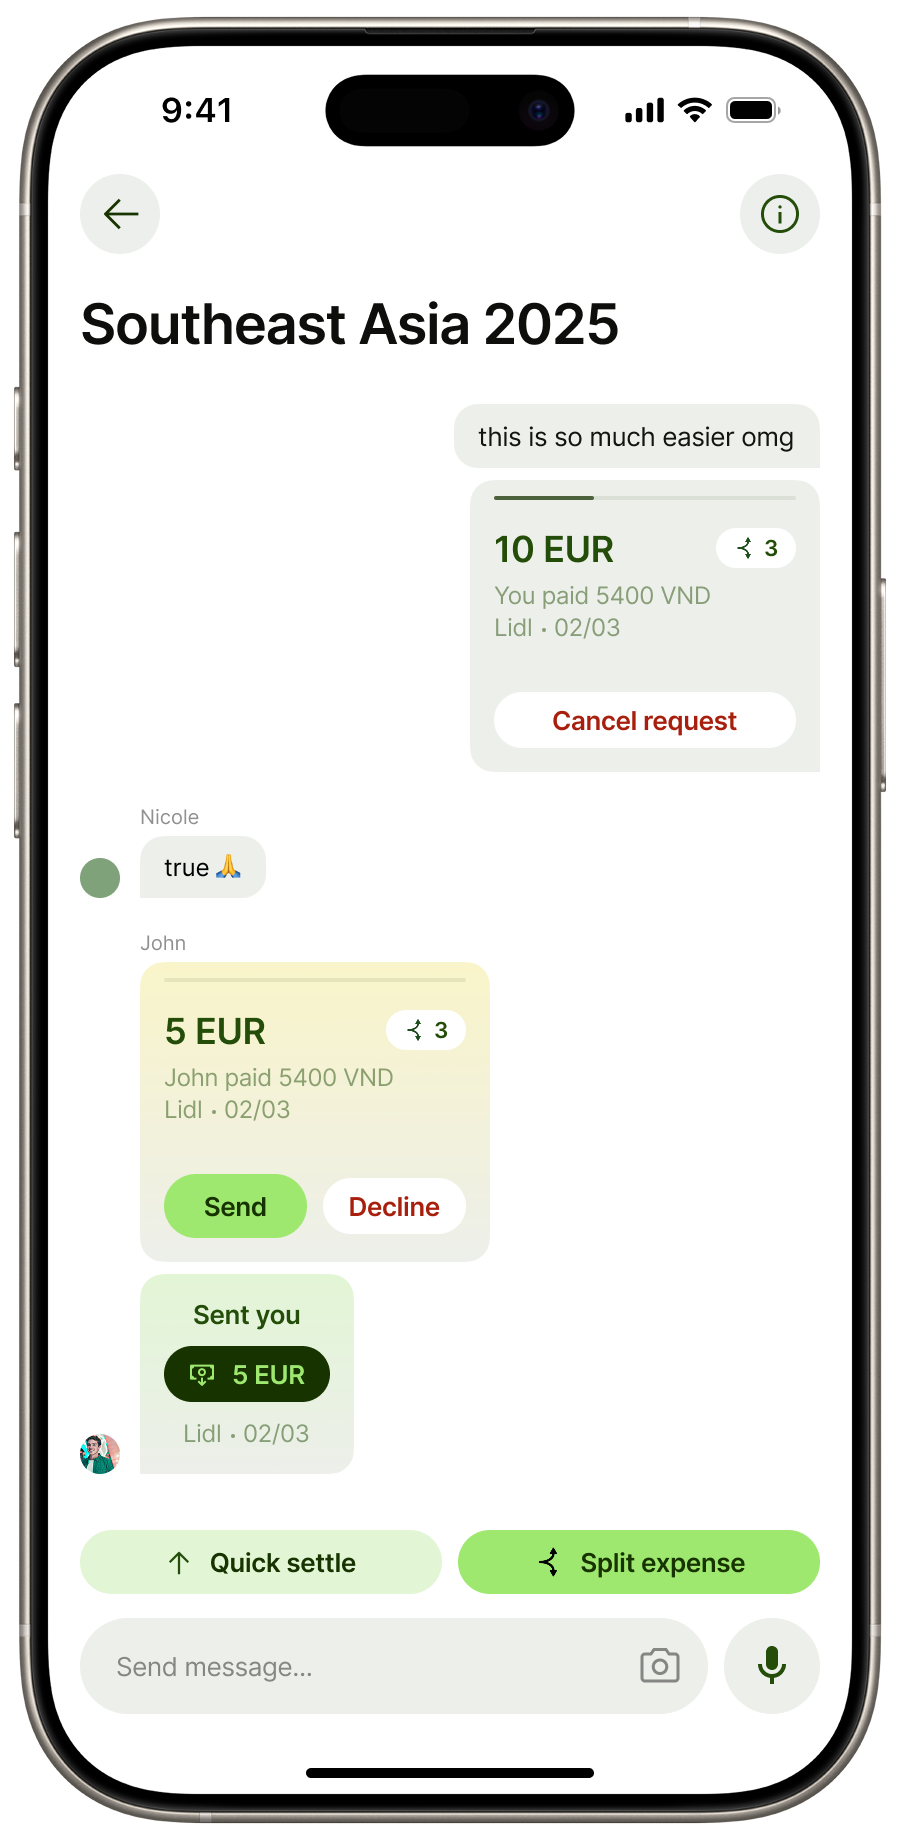 9:41
Southeast Asia 2025
this is so much easier omg
10 EUR
3
You paid 5400 VND
Lidl • 02/03
Cancel request
Nicole
true 🙏
John
5 EUR
3
John paid 5400 VND
Lidl • 02/03
Send
Decline
Sent you
5 EUR
Lidl • 02/03
Quick settle
Split expense
Send message...